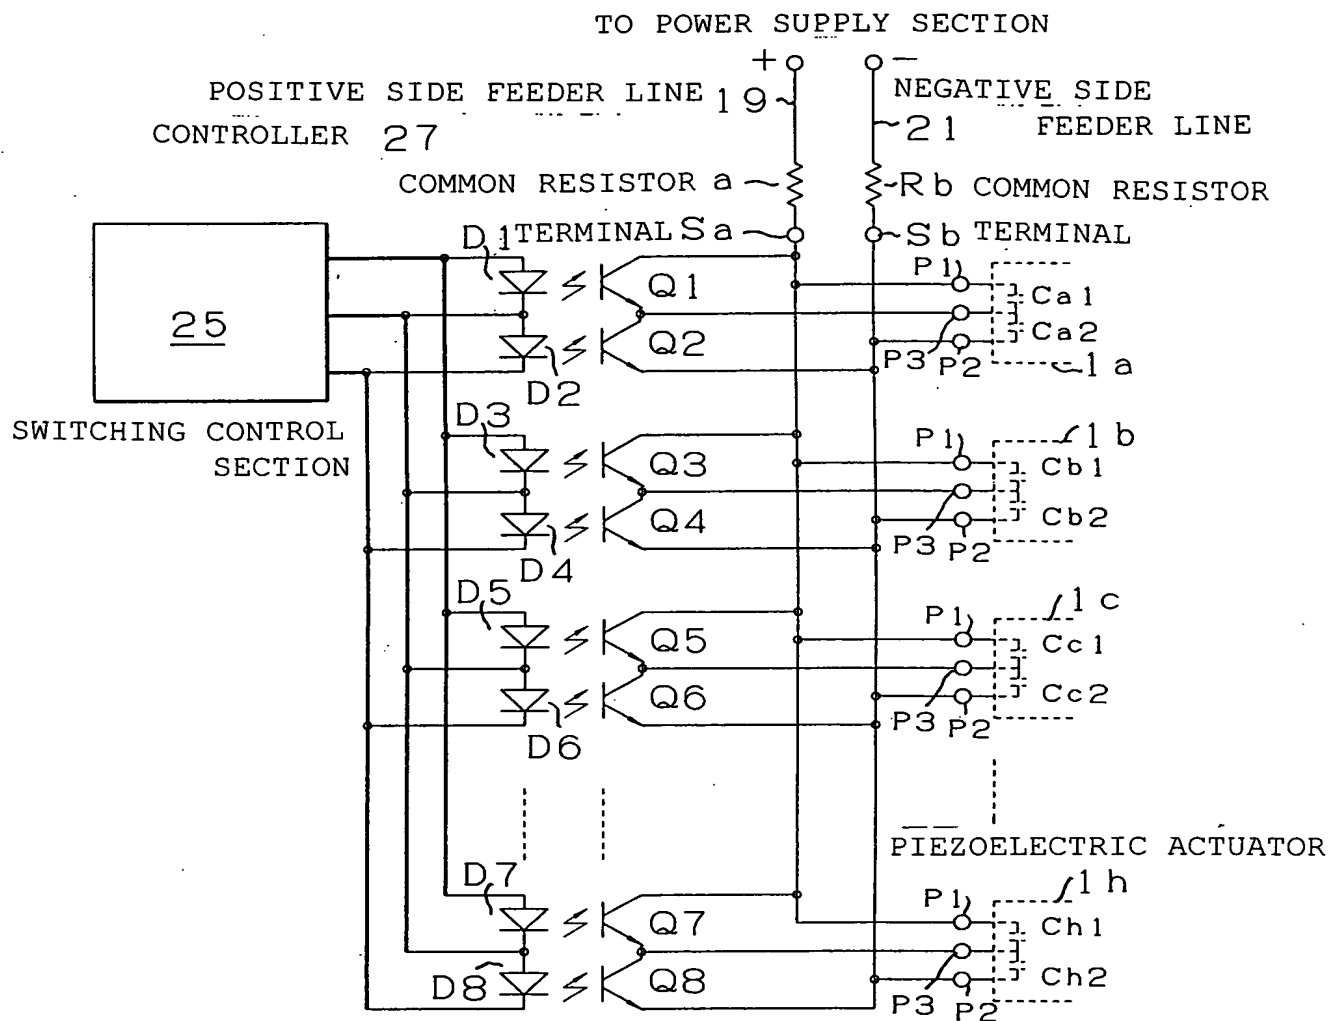 TO POWER SUPPLY SECTION
+ −
POSITIVE SIDE FEEDER LINE 19
NEGATIVE SIDE
21 FEEDER LINE
CONTROLLER 27
COMMON RESISTOR a
Rb COMMON RESISTOR
TERMINAL Sa
Sb TERMINAL
25
SWITCHING CONTROL
SECTION
D1
Q1
P1
Ca1
D2
Q2
P3 P2
Ca2
1a
D3
Q3
P1
1b
Cb1
D4
Q4
P3 P2
Cb2
D5
Q5
P1
1c
Cc1
D6
Q6
P3 P2
Cc2
PIEZOELECTRIC ACTUATOR
D7
Q7
P1
1h
Ch1
D8
Q8
P3 P2
Ch2